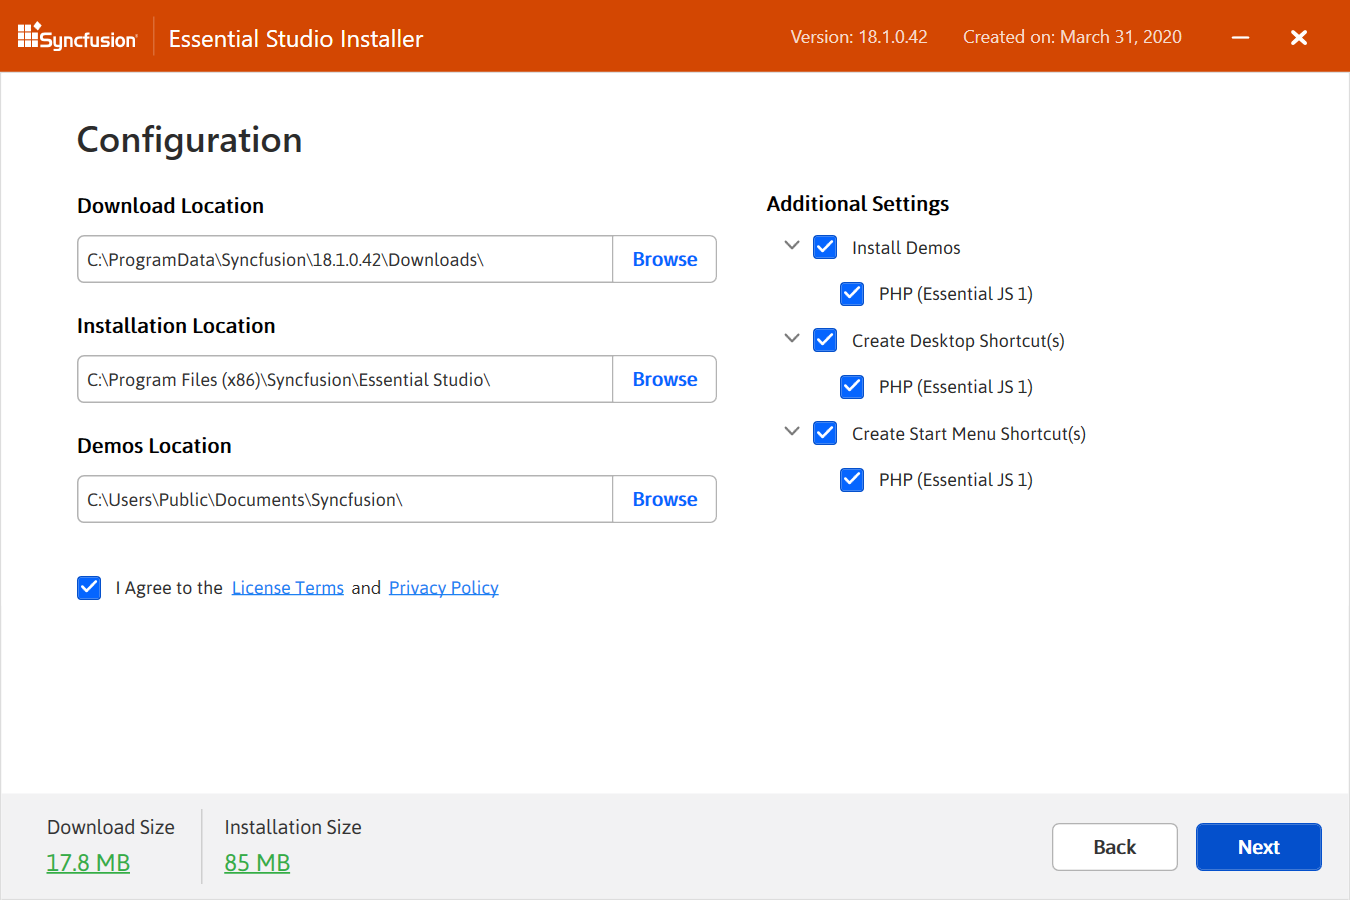 Syncfusion
Essential Studio Installer
Version: 18.1.0.42
Created on: March 31, 2020
Configuration
Download Location
C:\ProgramData\Syncfusion\18.1.0.42\Downloads\
Browse
Installation Location
C:\Program Files (x86)\Syncfusion\Essential Studio\
Browse
Demos Location
C:\Users\Public\Documents\Syncfusion\
Browse
I Agree to the License Terms and Privacy Policy
Additional Settings
Install Demos
PHP (Essential JS 1)
Create Desktop Shortcut(s)
PHP (Essential JS 1)
Create Start Menu Shortcut(s)
PHP (Essential JS 1)
Download Size
17.8 MB
Installation Size
85 MB
Back
Next